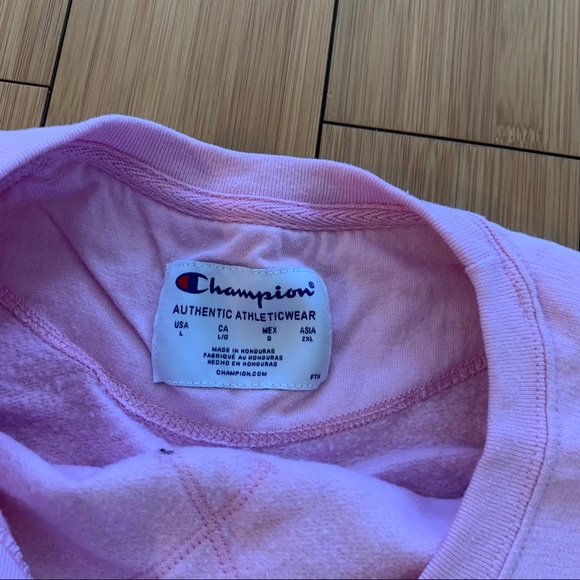 Champion®
AUTHENTIC ATHLETICWEAR
USA CA MEX ASIA
L L/G G 2XL
MADE IN HONDURAS
FABRIQUÉ AU HONDURAS
HECHO EN HONDURAS
CHAMPION.COM
PTX